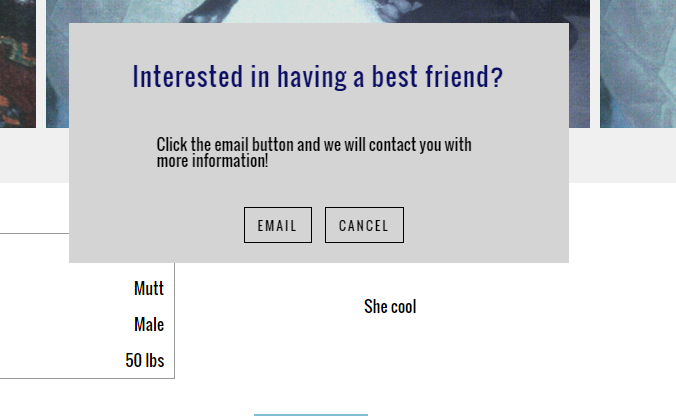 Interested in having a best friend?
Click the email button and we will contact you with
more information!
EMAIL
CANCEL
Mutt
She cool
Male
50 lbs